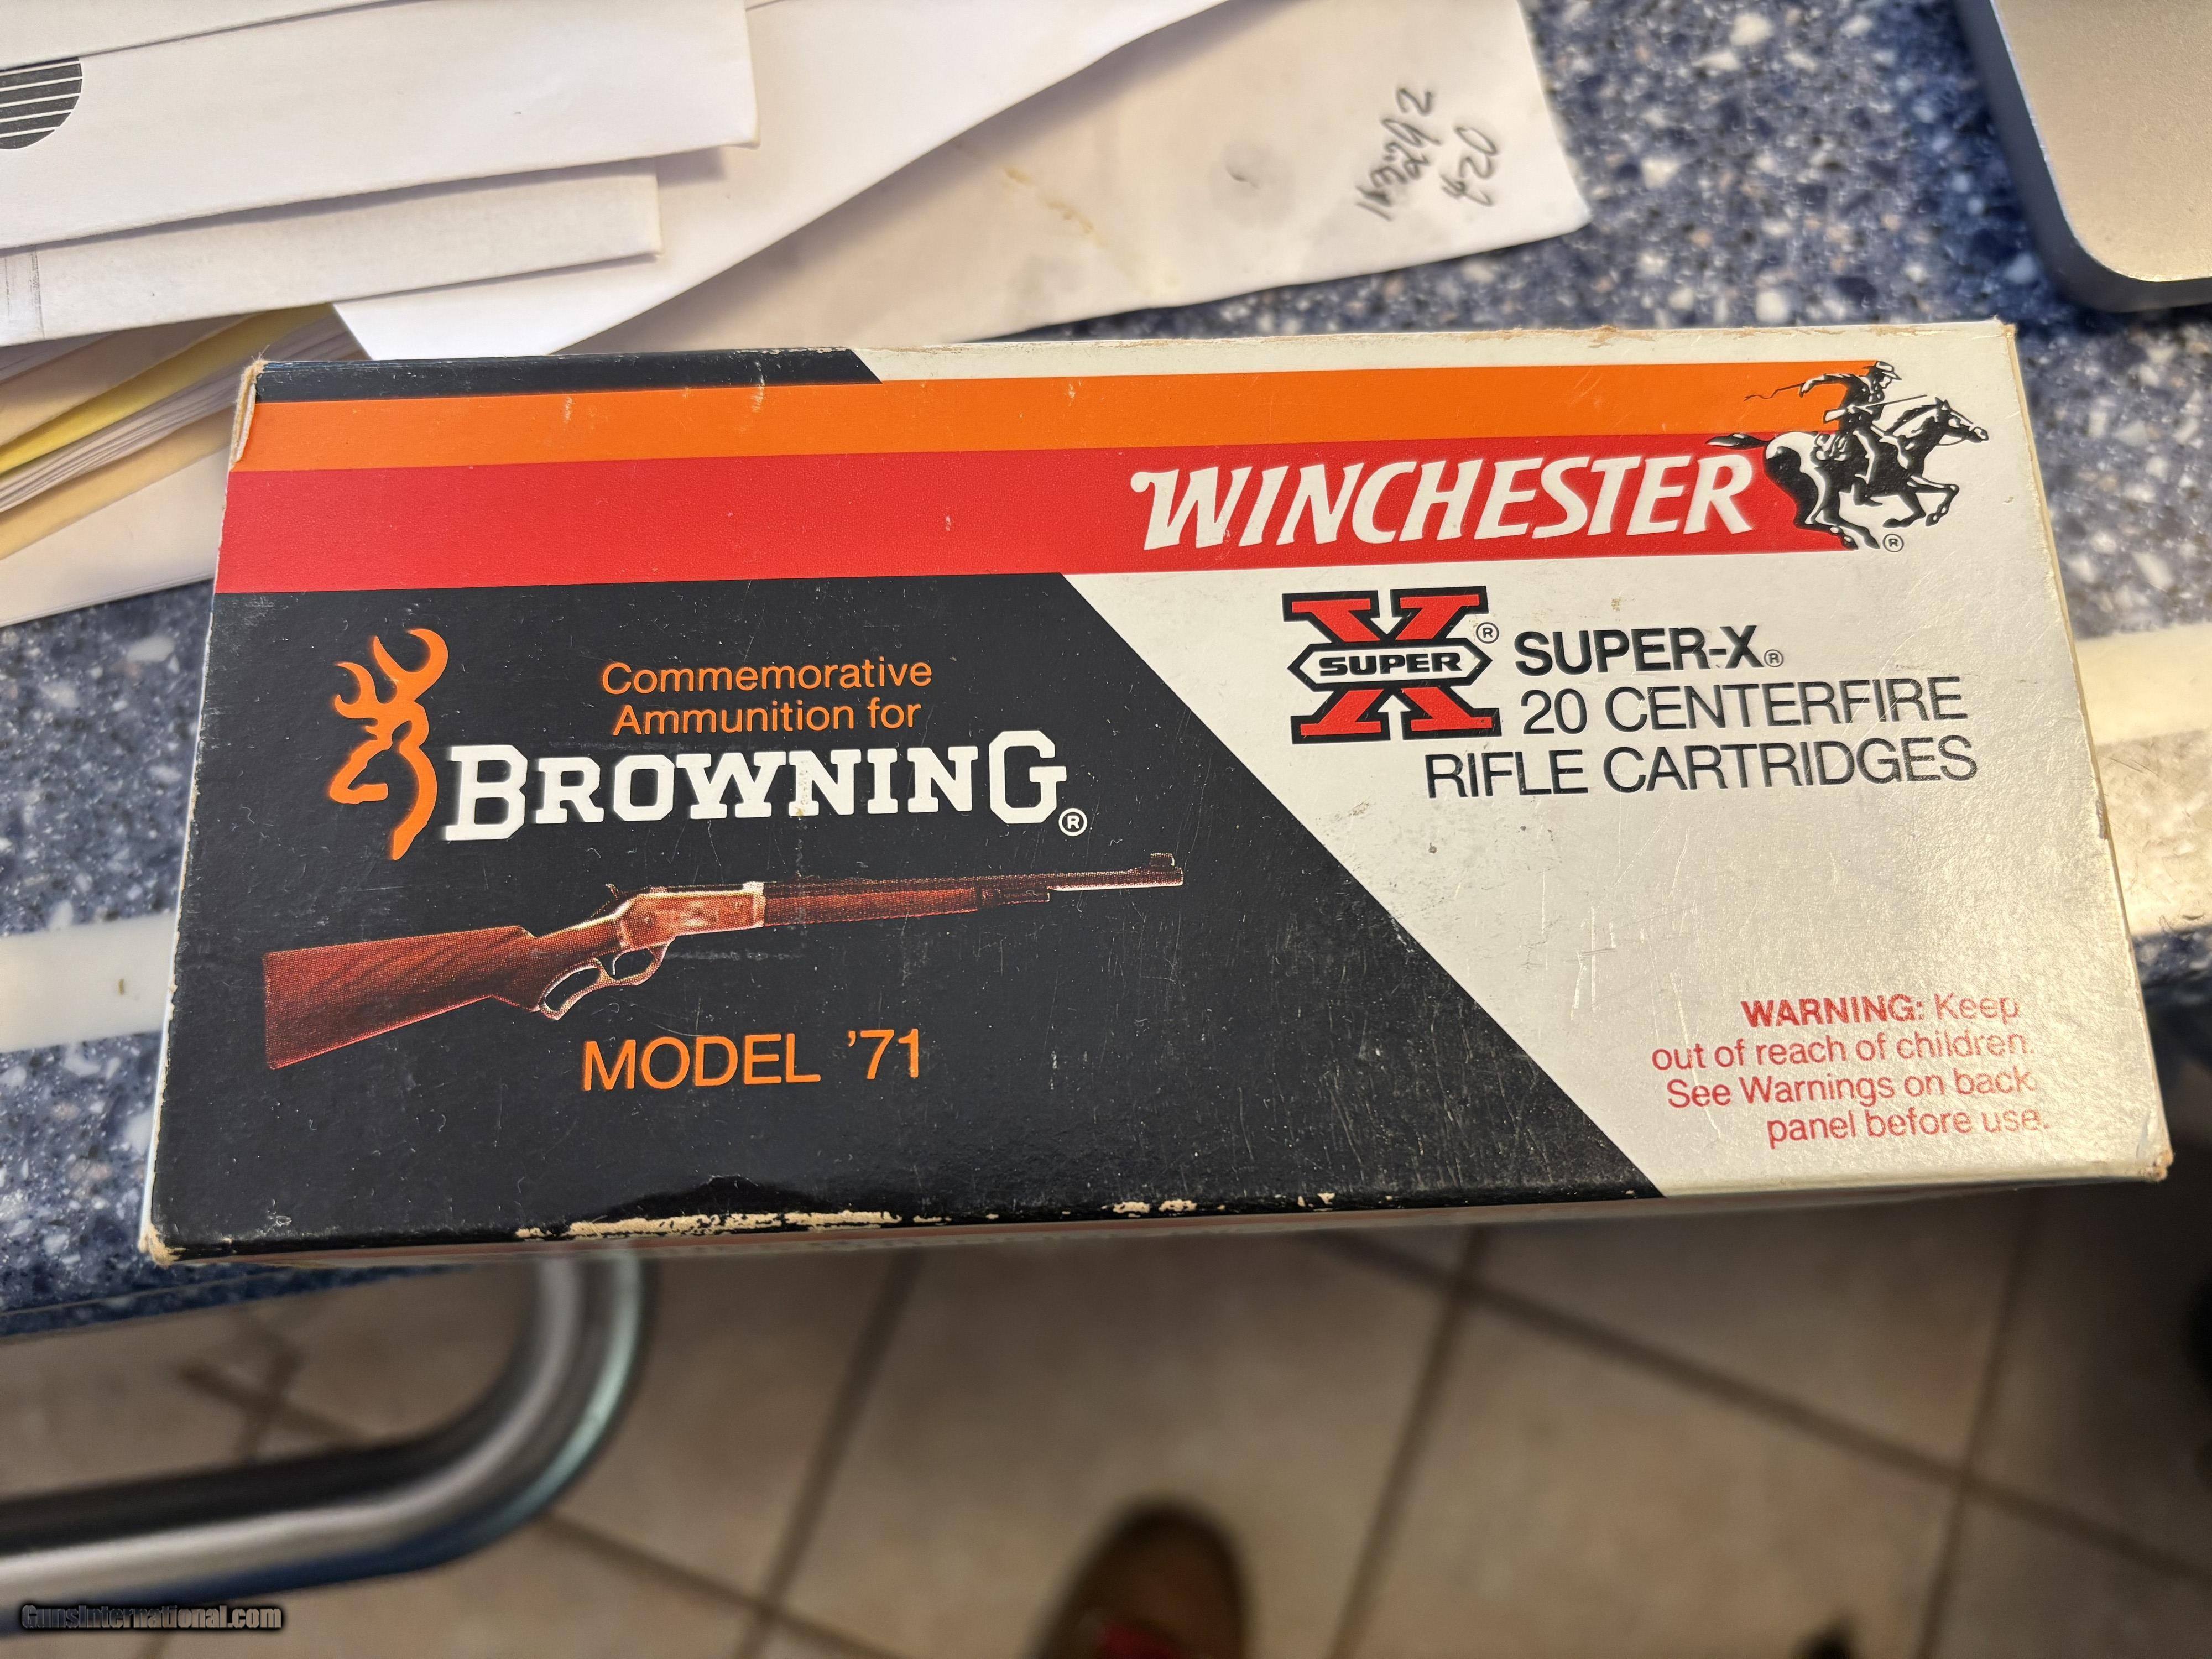 WINCHESTER
®
SUPER
®
SUPER-X®
20 CENTERFIRE
RIFLE CARTRIDGES
Commemorative
Ammunition for
BROWNING®
MODEL '71
WARNING: Keep
out of reach of children.
See Warnings on back
panel before use.
GunsInternational.com